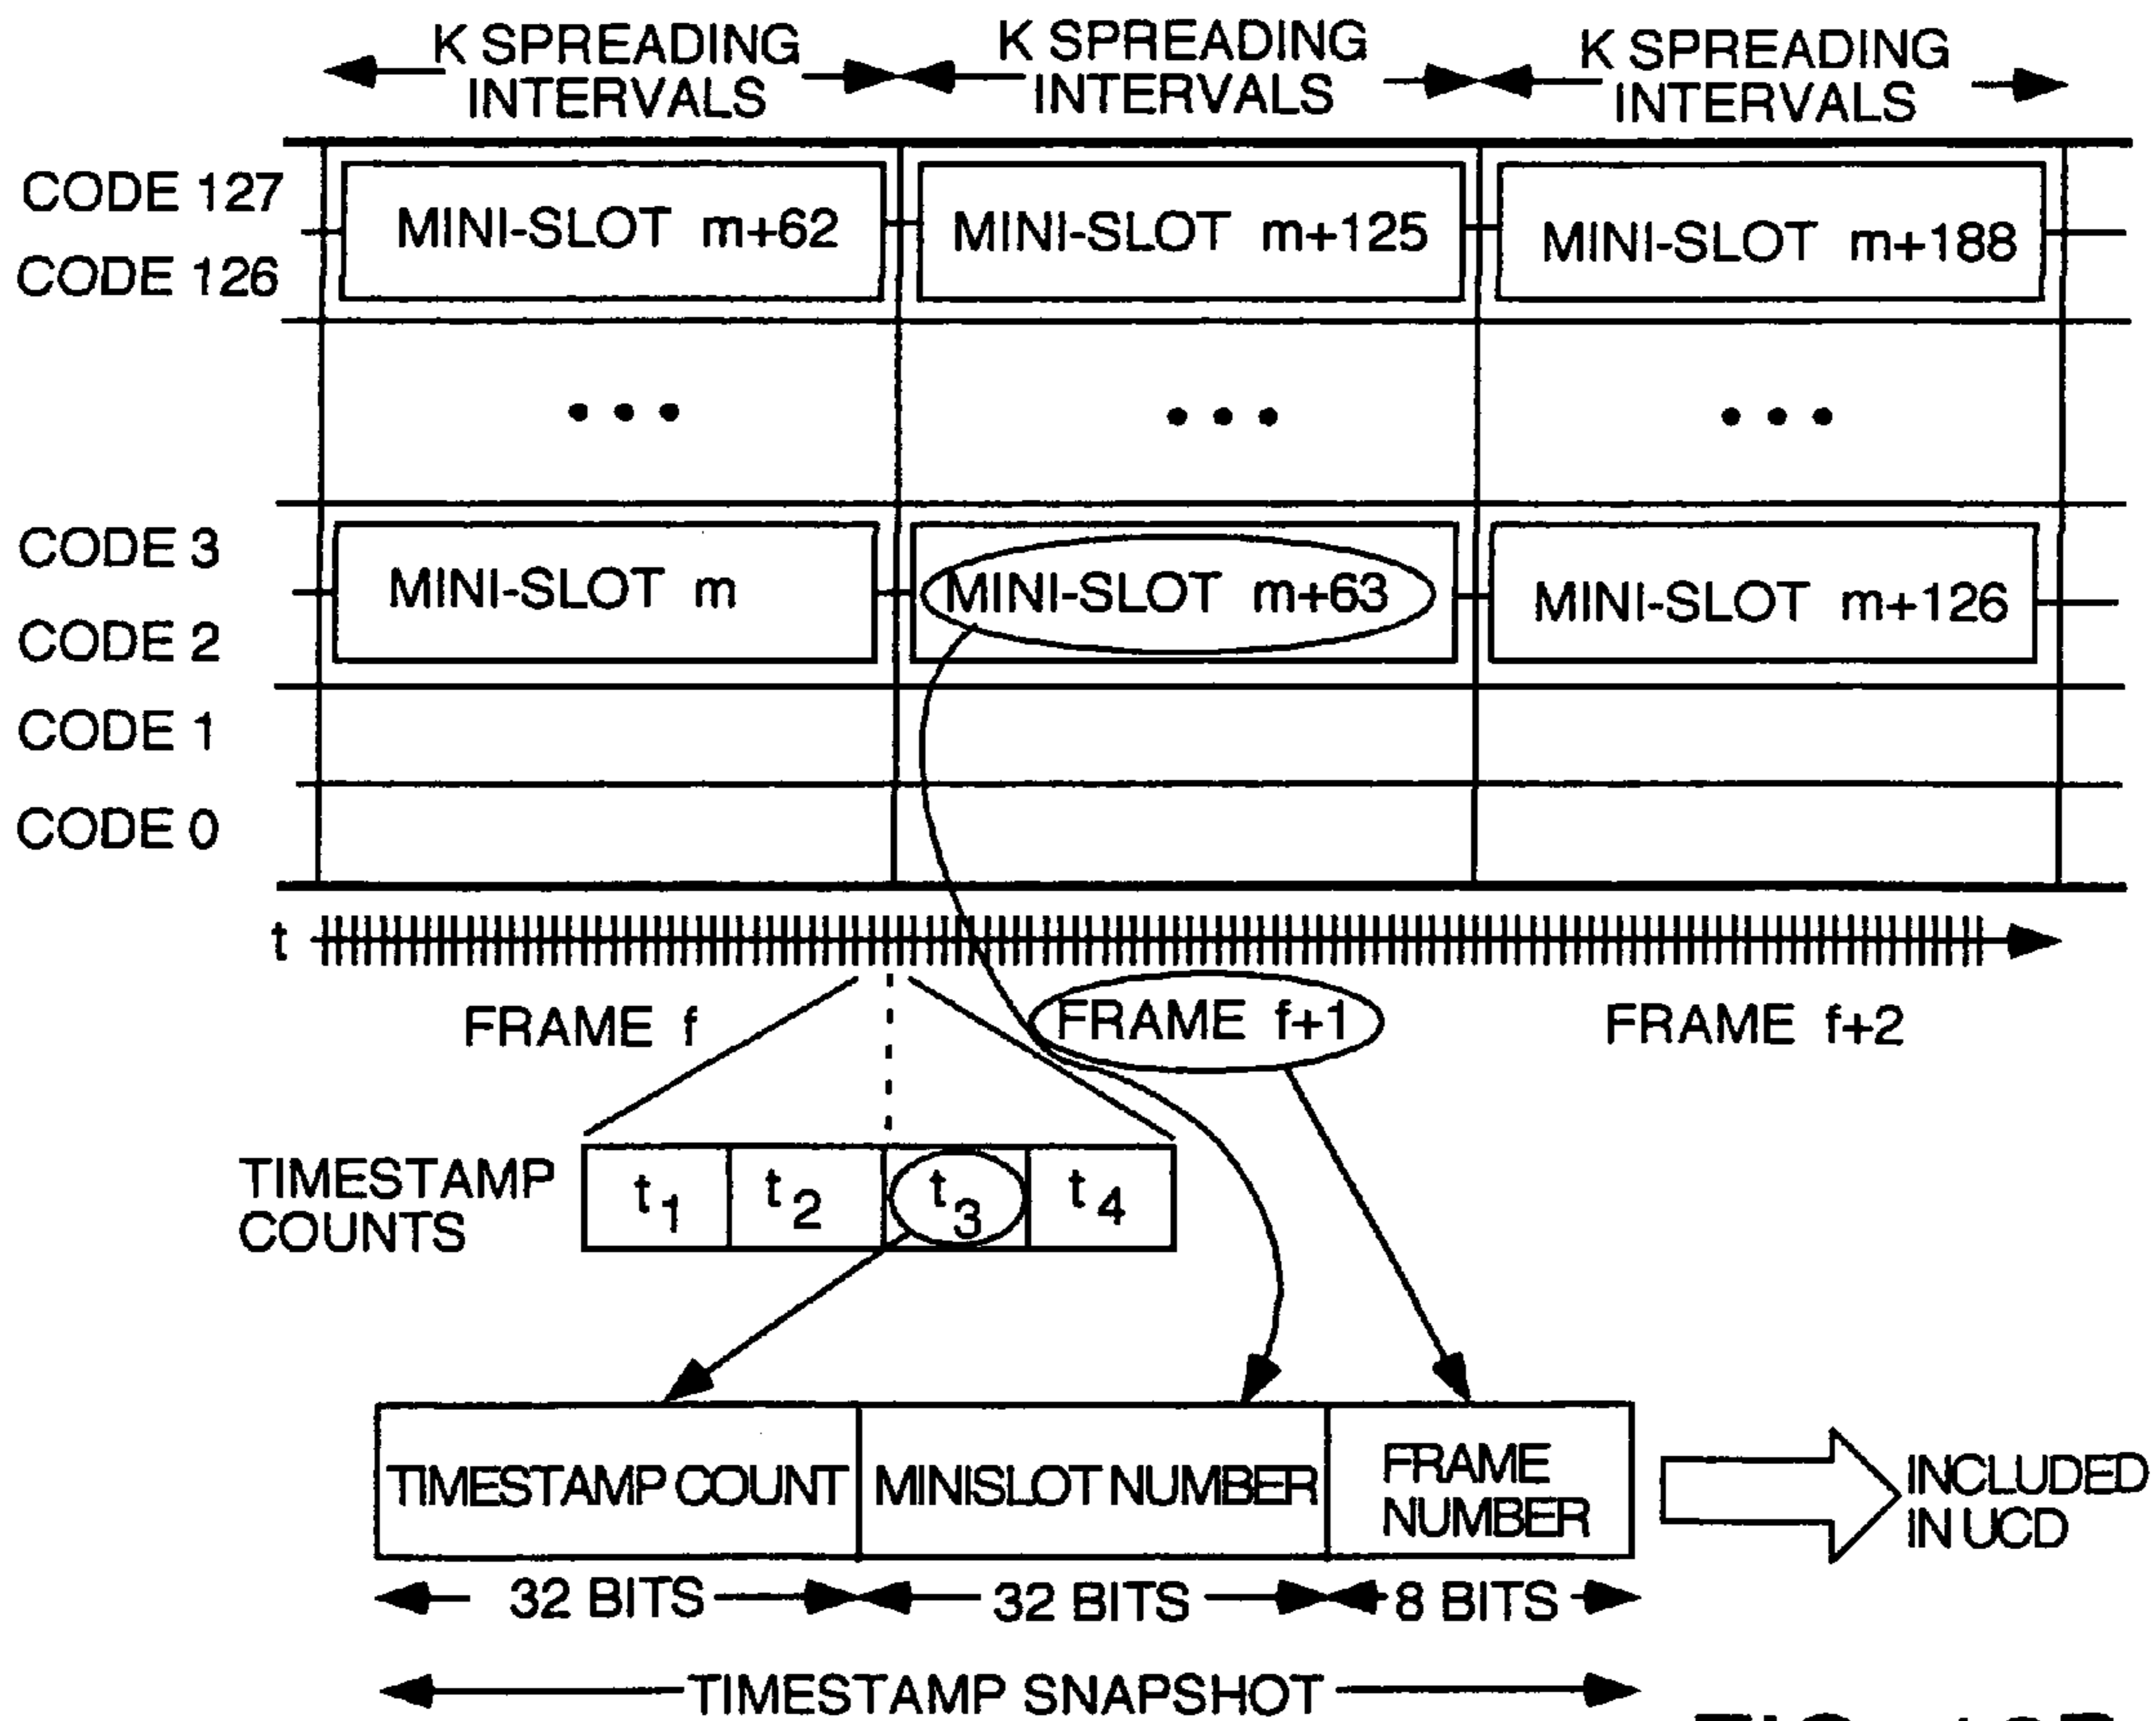 K SPREADING INTERVALS
K SPREADING INTERVALS
K SPREADING INTERVALS
CODE 127
CODE 126
MINI-SLOT m+62
MINI-SLOT m+125
MINI-SLOT m+188
• • •
• • •
• • •
CODE 3
CODE 2
MINI-SLOT m
MINI-SLOT m+63
MINI-SLOT m+126
CODE 1
CODE 0
t
FRAME f
FRAME f+1
FRAME f+2
TIMESTAMP COUNTS
t1
t2
t3
t4
TIMESTAMP COUNT
MINISLOT NUMBER
FRAME NUMBER
INCLUDED IN UCD
32 BITS
32 BITS
8 BITS
TIMESTAMP SNAPSHOT